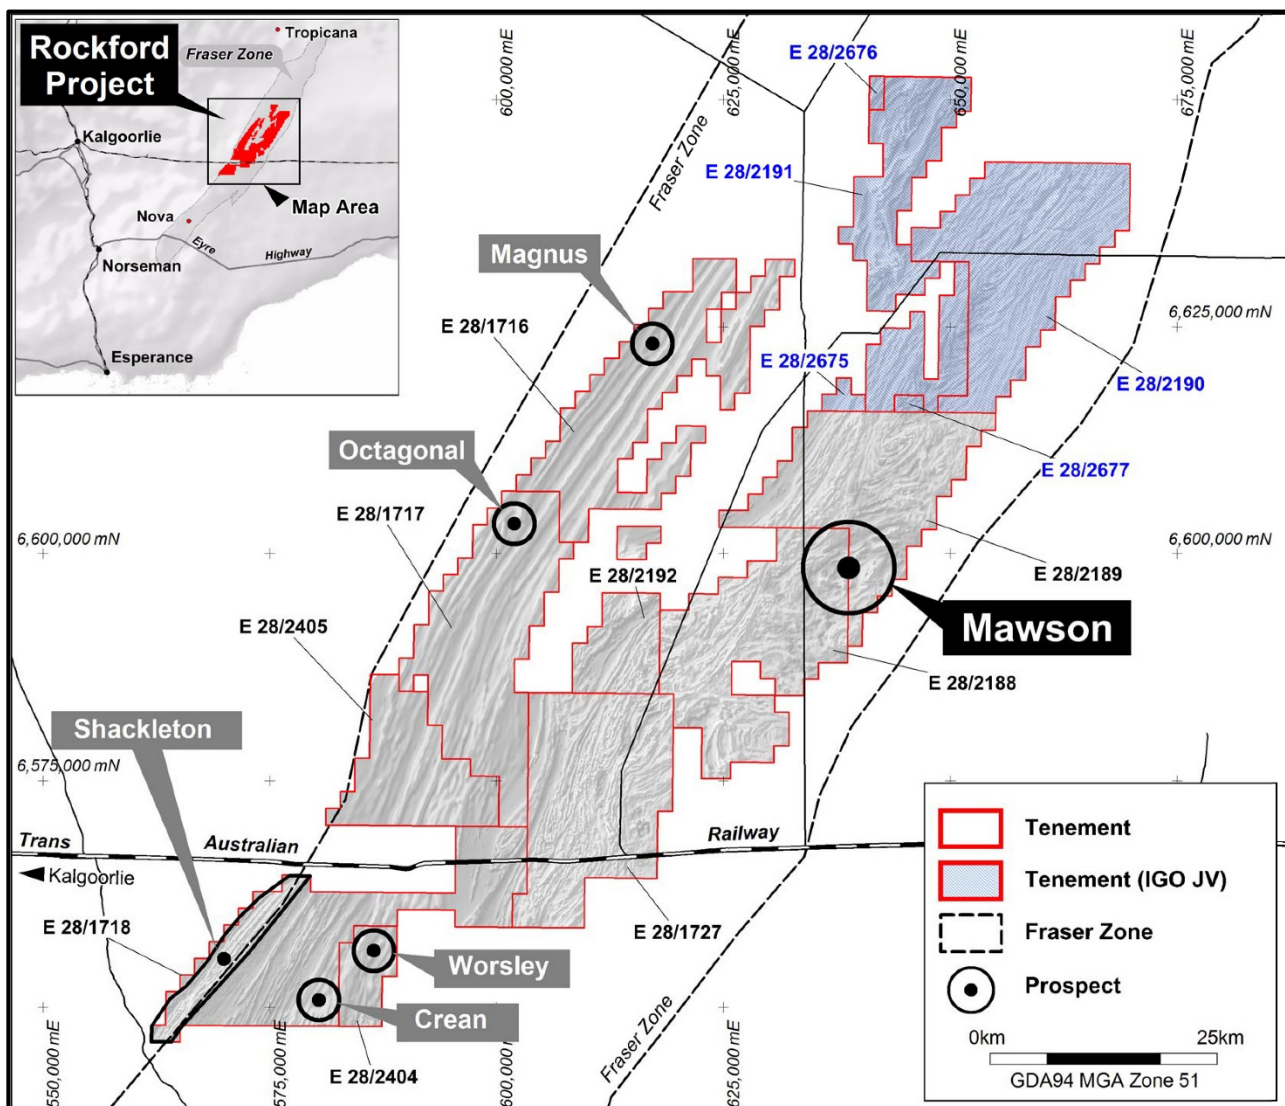 Rockford
Project
Tropicana
Fraser Zone
Kalgoorlie
Map Area
Nova
Eyre
Highway
Norseman
Esperance
600,000 mE
625,000 mE
650,000 mE
675,000 mE
E 28/2676
Fraser Zone
E 28/2191
Magnus
E 28/1716
6,625,000 mN
6,625,000 mN
E 28/2675
E 28/2190
Octagonal
E 28/2677
E 28/1717
6,600,000 mN
6,600,000 mN
E 28/2192
E 28/2189
E 28/2405
Mawson
E 28/2188
Shackleton
6,575,000 mN
Trans
Australian
Railway
Kalgoorlie
E 28/1718
E 28/1727
Worsley
Crean
E 28/2404
Fraser Zone
550,000 mE
575,000 mE
600,000 mE
625,000 mE
Tenement
Tenement (IGO JV)
Fraser Zone
Prospect
0km
25km
GDA94 MGA Zone 51